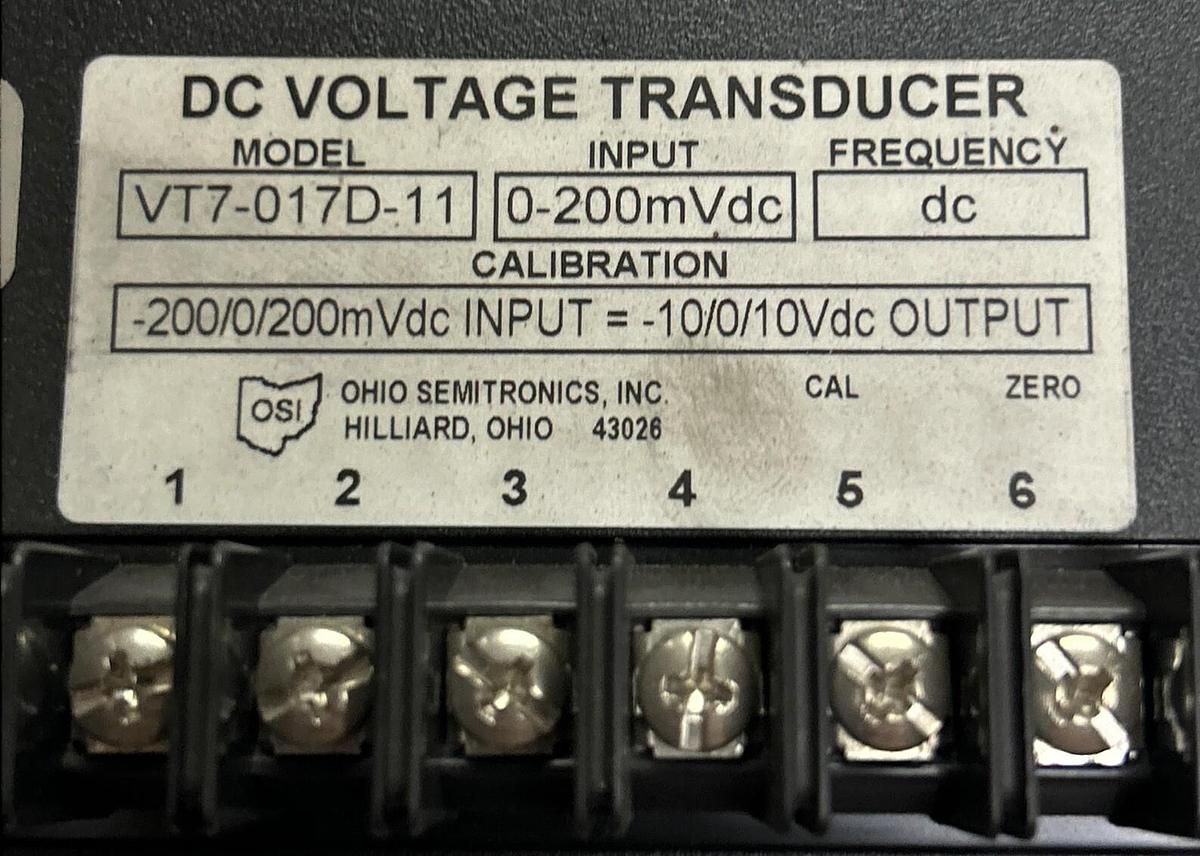 DC VOLTAGE TRANSDUCER
MODEL INPUT FREQUENCY
VT7-017D-11 0-200mVdc dc
CALIBRATION
-200/0/200mVdc INPUT = -10/0/10Vdc OUTPUT
OSI OHIO SEMITRONICS, INC. CAL ZERO
HILLIARD, OHIO 43026
1 2 3 4 5 6